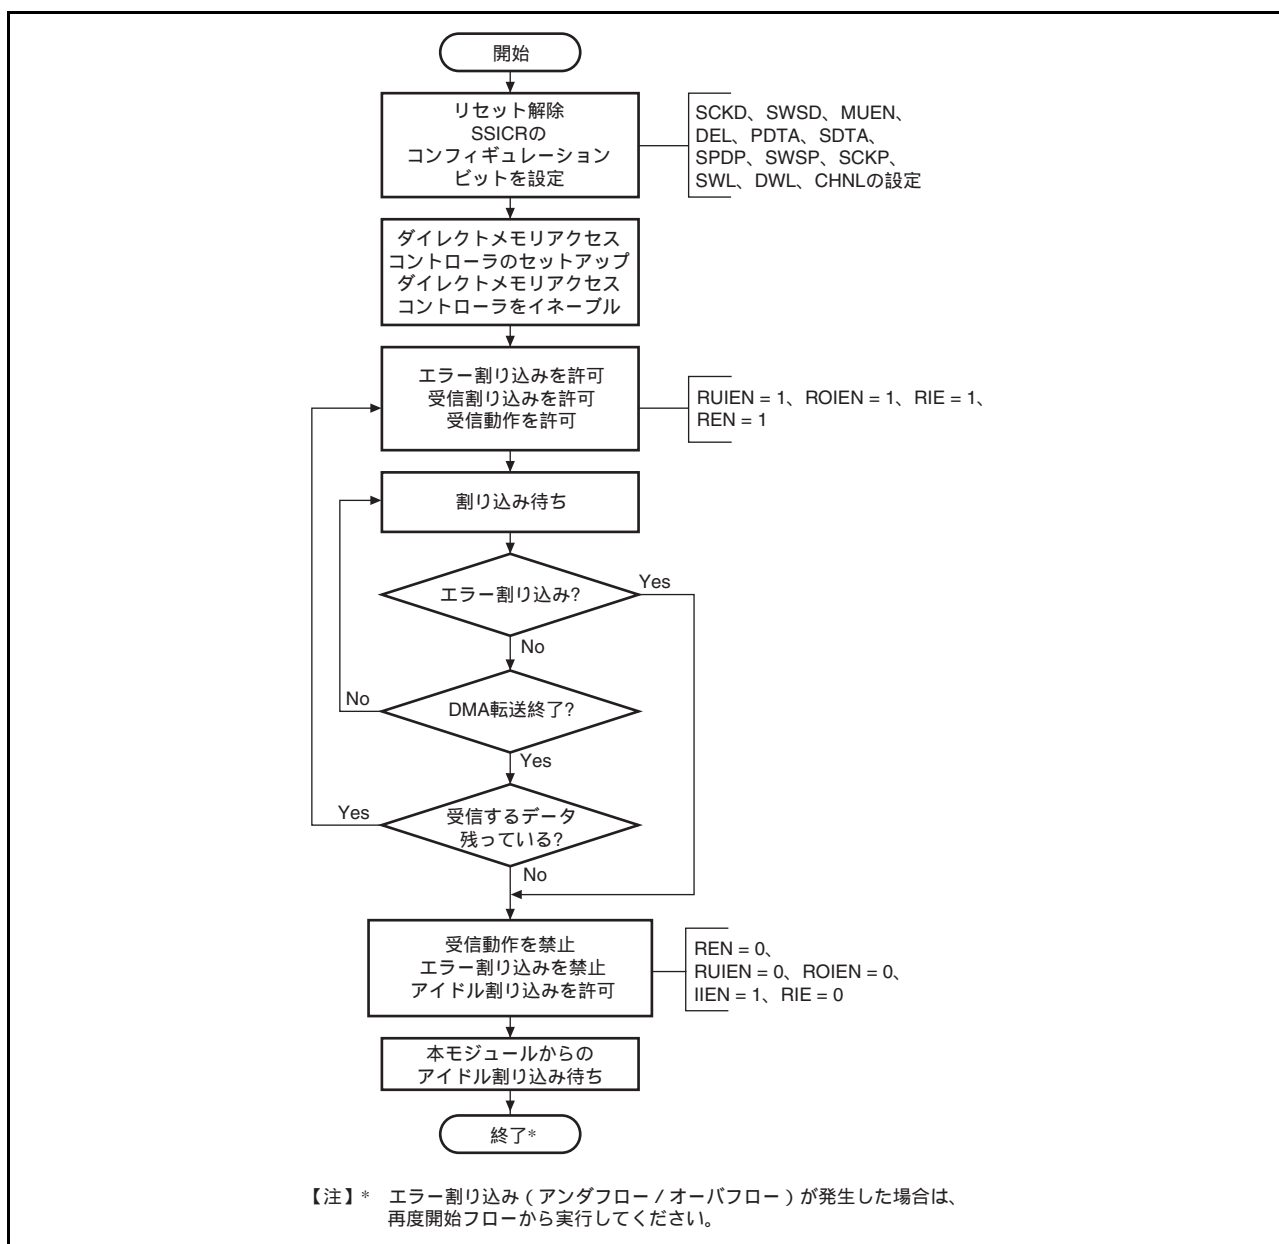 開始
リセット解除
SSICRの
コンフィギュレーション
ビットを設定
SCKD、SWSD、MUEN、
DEL、PDTA、SDTA、
SPDP、SWSP、SCKP、
SWL、DWL、CHNLの設定
ダイレクトメモリアクセス
コントローラのセットアップ
ダイレクトメモリアクセス
コントローラをイネーブル
エラー割り込みを許可
受信割り込みを許可
受信動作を許可
RUIEN = 1、ROIEN = 1、RIE = 1、
REN = 1
割り込み待ち
エラー割り込み?
Yes
No
DMA転送終了?
No
Yes
受信するデータ
残っている?
Yes
No
受信動作を禁止
エラー割り込みを禁止
アイドル割り込みを許可
REN = 0、
RUIEN = 0、ROIEN = 0、
IIEN = 1、RIE = 0
本モジュールからの
アイドル割り込み待ち
終了*
【注】* エラー割り込み ( アンダフロー / オーバフロー ) が発生した場合は、
再度開始フローから実行してください。